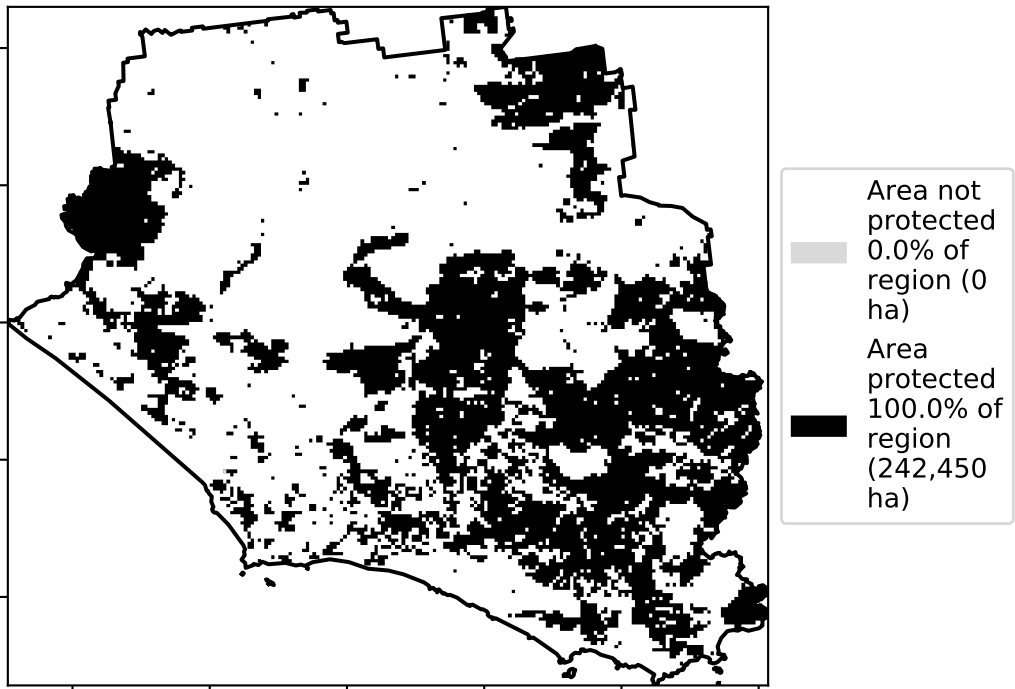 Area not
protected
0.0% of
region (0
ha)
Area
protected
100.0% of
region
(242,450
ha)